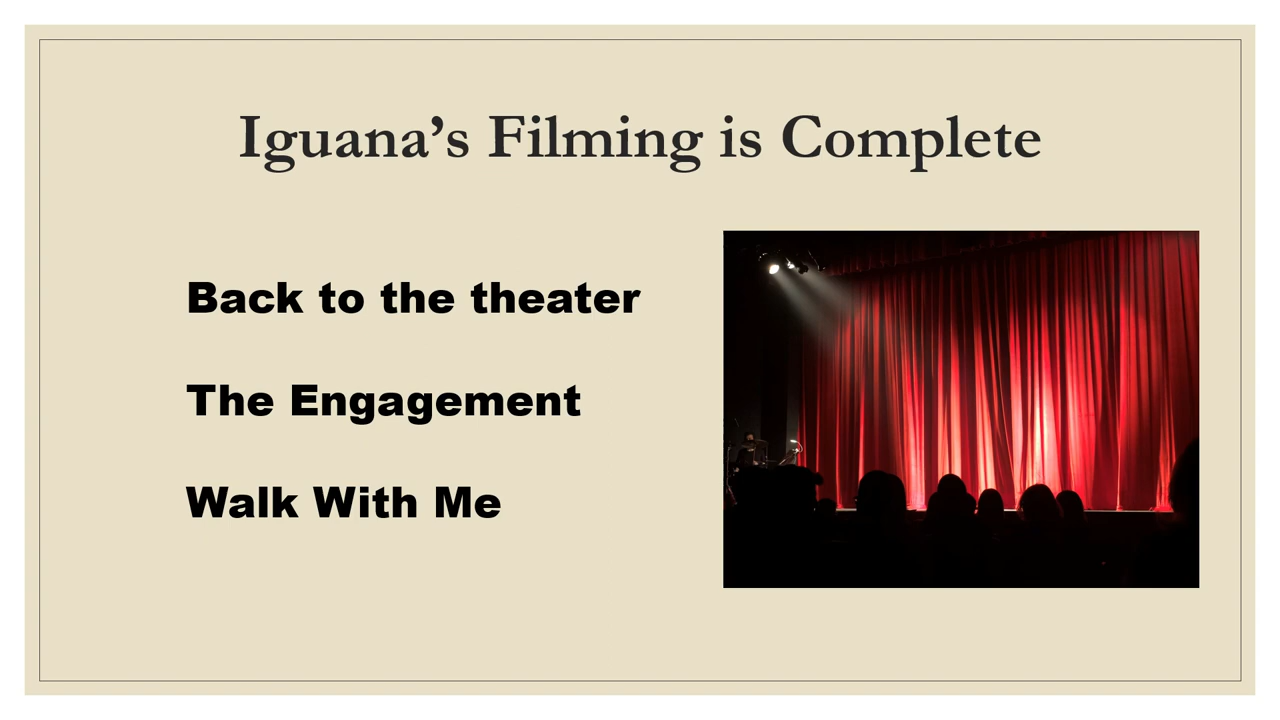 Iguana’s Filming is Complete
Back to the theater
The Engagement
Walk With Me